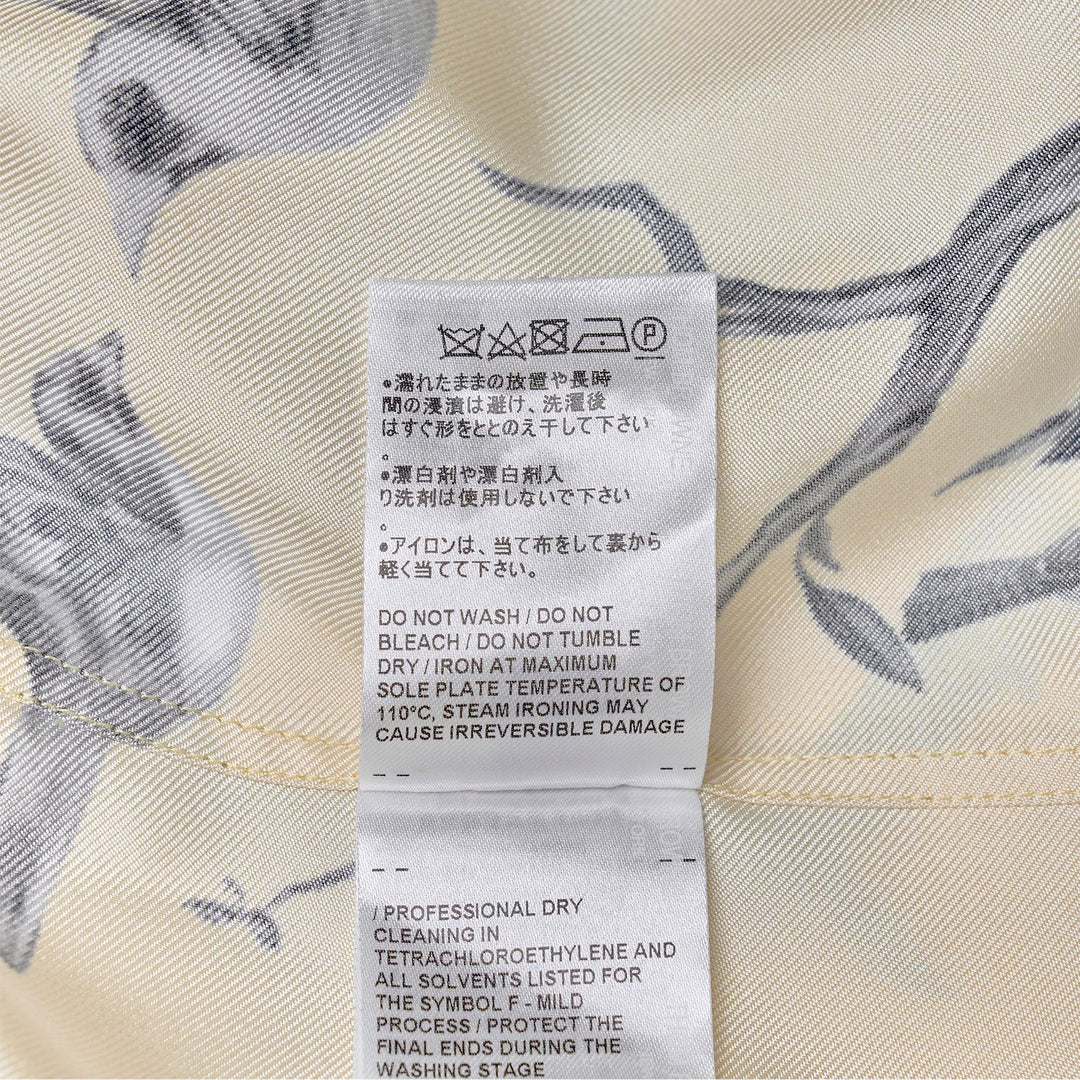 P
●濡れたままの放置や長時
間の浸漬は避け、洗濯後
はすぐ形をととのえ干して下さい
。
●漂白剤や漂白剤入
り洗剤は使用しないで下さい
。
●アイロンは、当て布をして裏から
軽く当てて下さい。
DO NOT WASH / DO NOT
BLEACH / DO NOT TUMBLE
DRY / IRON AT MAXIMUM
SOLE PLATE TEMPERATURE OF
110°C, STEAM IRONING MAY
CAUSE IRREVERSIBLE DAMAGE
/ PROFESSIONAL DRY
CLEANING IN
TETRACHLOROETHYLENE AND
ALL SOLVENTS LISTED FOR
THE SYMBOL F - MILD
PROCESS / PROTECT THE
FINAL ENDS DURING THE
WASHING STAGE